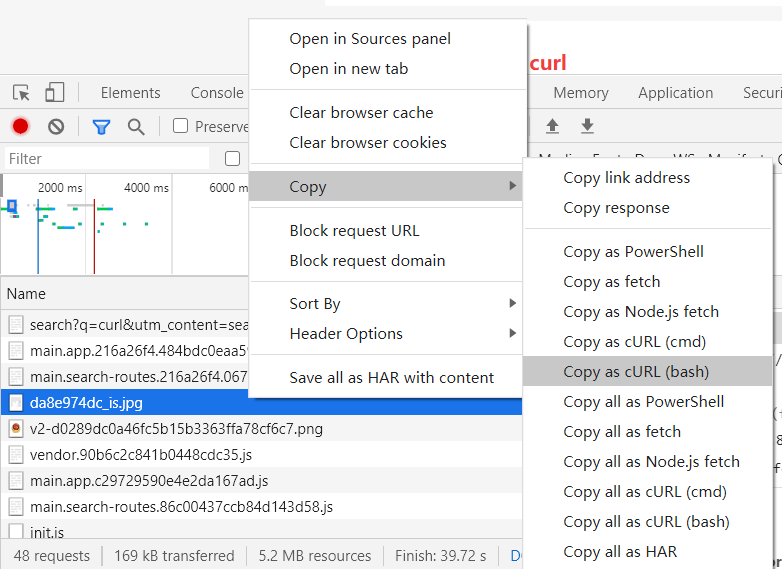 Open in Sources panel
Open in new tab
curl
Elements
Console
Memory
Application
Securi
Clear browser cache
Preserve
Clear browser cookies
Filter
Copy
2000 ms
4000 ms
6000 m
Copy link address
Copy response
Block request URL
Block request domain
Copy as PowerShell
Copy as fetch
Name
Sort By
Copy as Node.js fetch
search?q=curl&utm_content=sea
Header Options
Copy as cURL (cmd)
main.app.216a26f4.484bdc0eaa59
main.search-routes.216a26f4.067
Save all as HAR with content
Copy as cURL (bash)
da8e974dc_is.jpg
Copy all as PowerShell
v2-d0289dc0a46fc5b15b3363ffa78cf6c7.png
Copy all as fetch
vendor.90b6c2c841b0448cdc35.js
Copy all as Node.js fetch
main.app.c29729590e4e2da167ad.js
Copy all as cURL (cmd)
main.search-routes.86c00437ccb84d143d58.js
Copy all as cURL (bash)
init.js
48 requests
169 kB transferred
5.2 MB resources
Finish: 39.72 s
Copy all as HAR